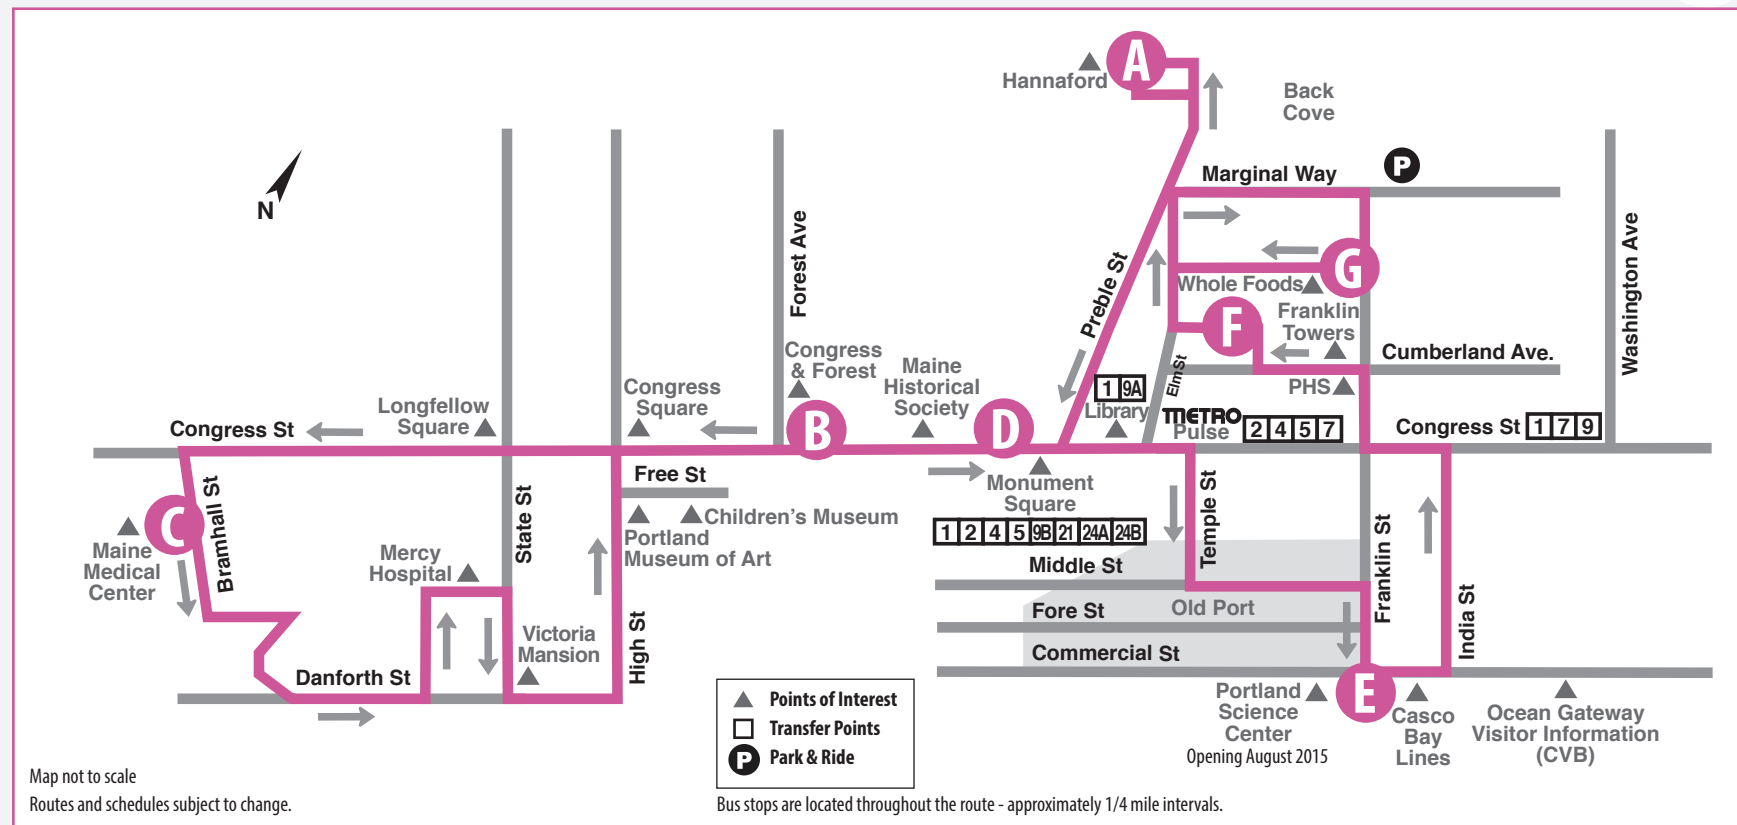 A
Hannaford
Back
Cove
Marginal Way
P
N
Forest Ave
Preble St
Washington Ave
G
Whole Foods
F
Franklin
Towers
Cumberland Ave.
Elm St
PHS
Congress
& Forest
Maine
Historical
Society
1 9A
Library
METRO
Pulse
2 4 5 7
Congress St
1 7 9
Congress
Square
Longfellow
Square
Congress St
B
D
Free St
Monument
Square
1 2 4 5 9B 21 24A 24B
Temple St
Children's Museum
Portland
Museum of Art
C
Maine
Medical
Center
Bramhall St
State St
Mercy
Hospital
Middle St
Fore St
Old Port
Commercial St
Franklin St
India St
High St
Victoria
Mansion
Danforth St
E
Portland
Science
Center
Opening August 2015
Casco
Bay
Lines
Ocean Gateway
Visitor Information
(CVB)
Points of Interest
Transfer Points
P Park & Ride
Map not to scale
Routes and schedules subject to change.
Bus stops are located throughout the route - approximately 1/4 mile intervals.